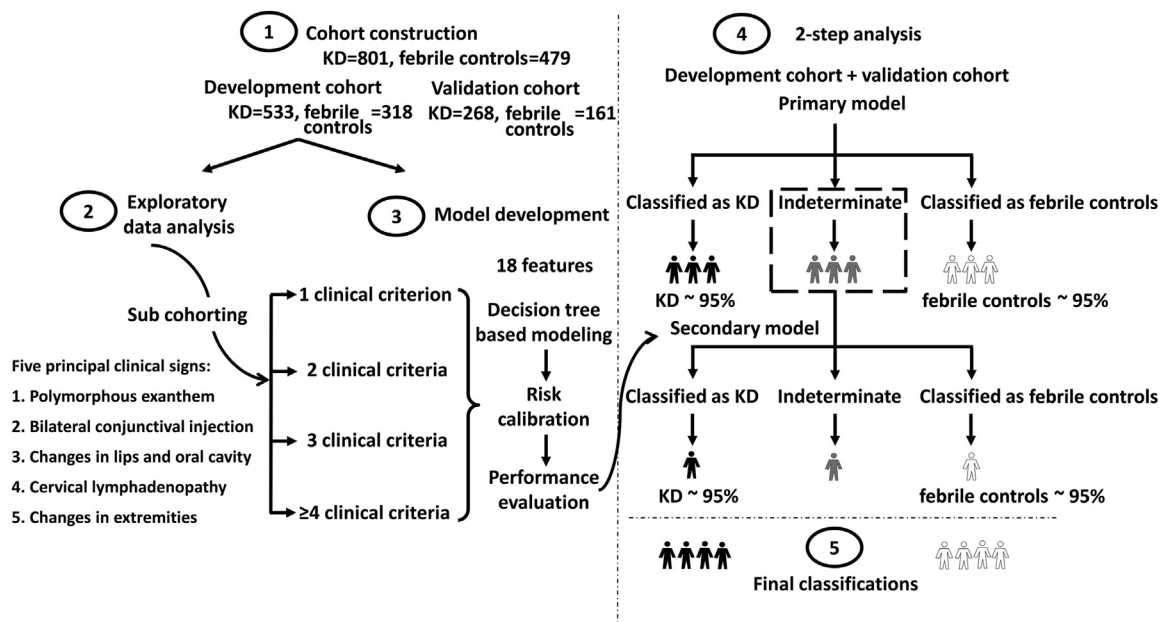 1
Cohort construction
KD=801, febrile controls=479
Development cohort
KD=533, febrile controls =318
Validation cohort
KD=268, febrile controls =161
2
Exploratory
data analysis
Sub cohorting
Five principal clinical signs:
1. Polymorphous exanthem
2. Bilateral conjunctival injection
3. Changes in lips and oral cavity
4. Cervical lymphadenopathy
5. Changes in extremities
1 clinical criterion
2 clinical criteria
3 clinical criteria
≥4 clinical criteria
3
Model development
18 features
Decision tree
based modeling
Risk
calibration
Performance
evaluation
4
2-step analysis
Development cohort + validation cohort
Primary model
Classified as KD
Indeterminate
Classified as febrile controls
KD ~ 95%
febrile controls ~ 95%
Secondary model
Classified as KD
Indeterminate
Classified as febrile controls
KD ~ 95%
febrile controls ~ 95%
5
Final classifications